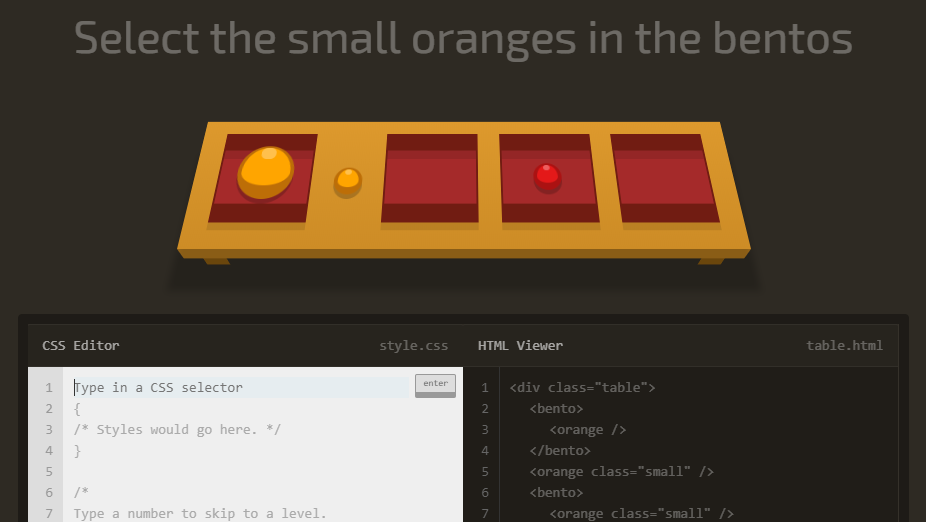 Select the small oranges in the bentos
CSS Editor
style.css
1 Type in a CSS selector
enter
2 {
3 /* Styles would go here. */
4 }
5
6 /*
7 Type a number to skip to a level.
HTML Viewer
table.html
1 <div class="table">
2 <bento>
3 <orange />
4 </bento>
5 <orange class="small" />
6 <bento>
7 <orange class="small" />